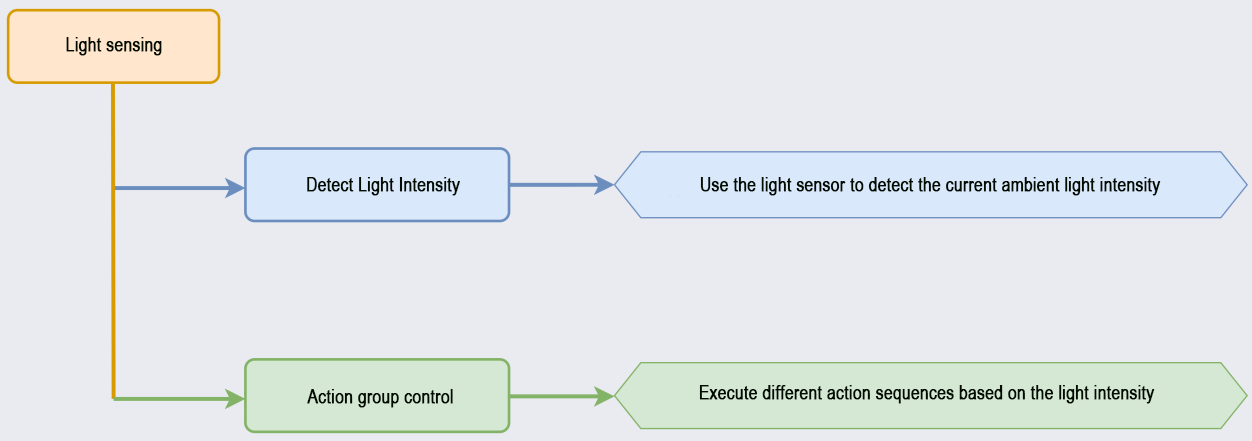 Light sensing
Detect Light Intensity
Use the light sensor to detect the current ambient light intensity
Action group control
Execute different action sequences based on the light intensity